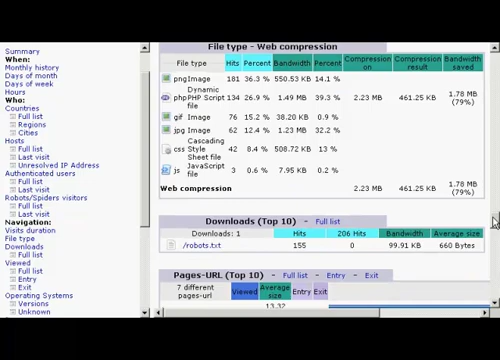 Summary
When:
Monthly history
Days of month
Days of week
Hours
Who:
Countries
Full list
Regions
Cities
Hosts
Full list
Last visit
Unresolved IP Address
Authenticated users
Full list
Last visit
Robots/Spiders visitors
Full list
Last visit
Navigation:
Visits duration
File type
Downloads
Full list
Viewed
Full list
Entry
Exit
Operating Systems
Versions
Unknown
File type - Web compression
File type Hits Percent Bandwidth Percent Compression on Compression result Bandwidth saved
png Image 181 36.3 % 550.53 KB 14.1 %
php Dynamic PHP Script file 134 26.9 % 1.49 MB 39.3 % 2.23 MB 461.25 KB 1.78 MB (79%)
gif Image 76 15.2 % 38.20 KB 0.9 %
jpg Image 62 12.4 % 1.23 MB 32.2 %
css Cascading Style Sheet file 42 8.4 % 508.72 KB 13 %
js JavaScript file 3 0.6 % 7.95 KB 0.2 %
Web compression 2.23 MB 461.25 KB 1.78 MB (79%)
Downloads (Top 10) - Full list
Downloads: 1 Hits 206 Hits Bandwidth Average size
/robots.txt 155 0 99.91 KB 660 Bytes
Pages-URL (Top 10) - Full list - Entry - Exit
7 different pages-url Viewed Average size Entry Exit
13.32